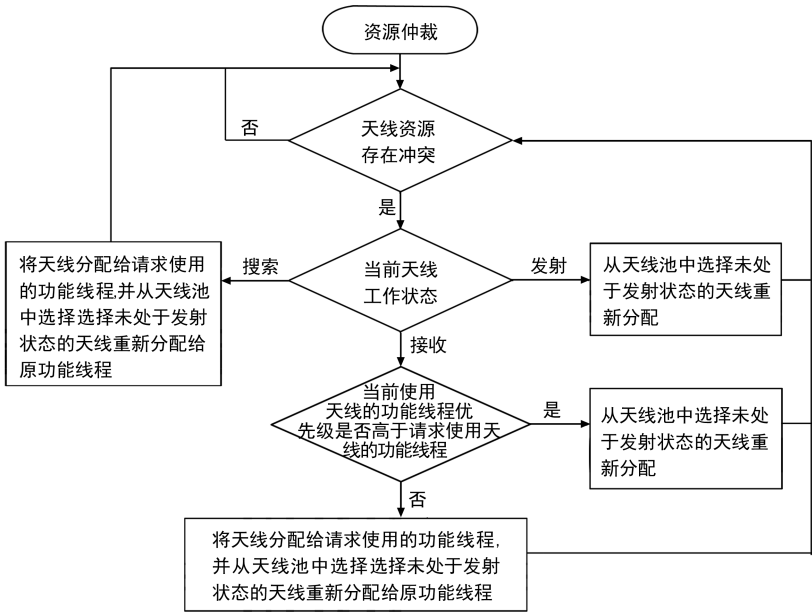 资源仲裁
否
天线资源
存在冲突
是
将天线分配给请求使用
的功能线程,并从天线池
中选择选择未处于发射
状态的天线重新分配给
原功能线程
搜索
当前天线
工作状态
发射
从天线池中选择未处
于发射状态的天线重
新分配
接收
当前使用
天线的功能线程优
先级是否高于请求使用天
线的功能线程
是
从天线池中选择未处
于发射状态的天线重
新分配
否
将天线分配给请求使用的功能线程,
并从天线池中选择选择未处于发射
状态的天线重新分配给原功能线程